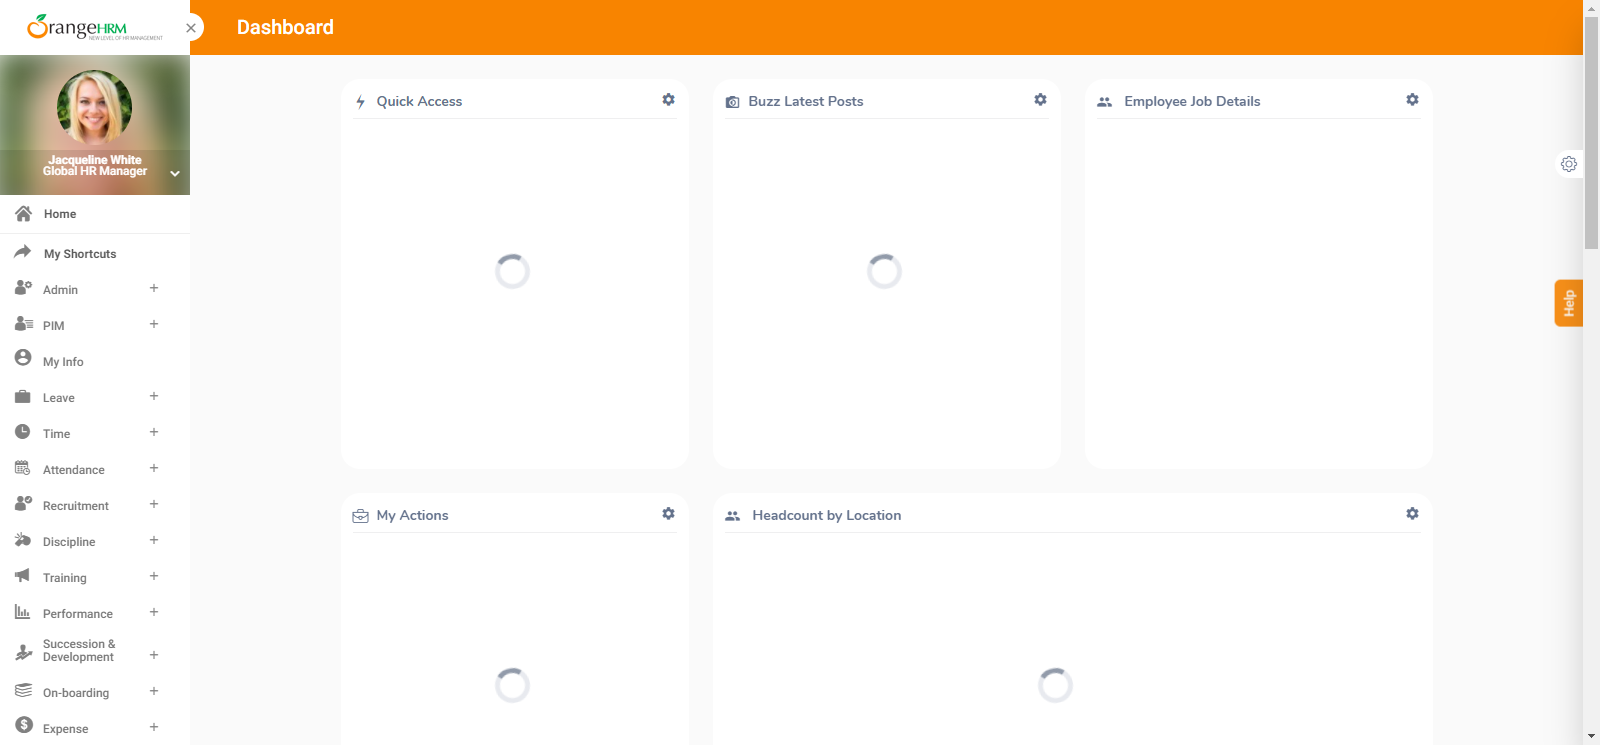 OrangeHRM
NEW LEVEL OF HR MANAGEMENT
Dashboard
Jacqueline White
Global HR Manager
Home
My Shortcuts
Admin
PIM
My Info
Leave
Time
Attendance
Recruitment
Discipline
Training
Performance
Succession &
Development
On-boarding
Expense
Quick Access
Buzz Latest Posts
Employee Job Details
My Actions
Headcount by Location
Help